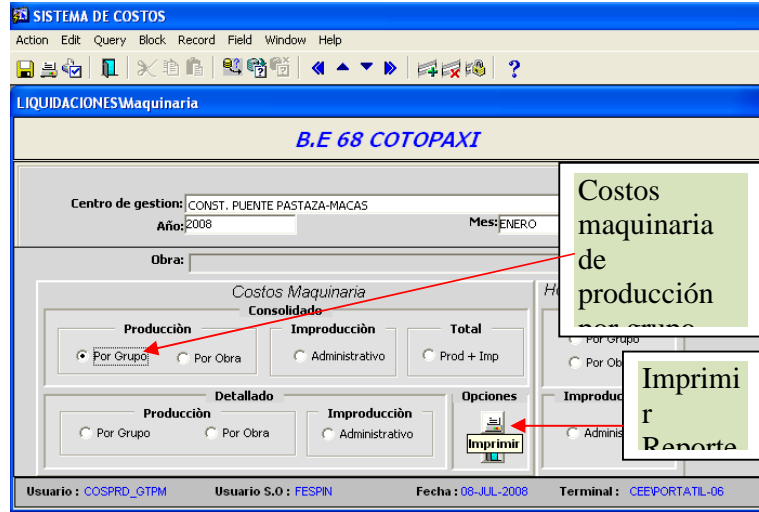 SISTEMA DE COSTOS
Action Edit Query Block Record Field Window Help
LIQUIDACIONES\Maquinaria
B.E 68 COTOPAXI
Centro de gestion: CONST. PUENTE PASTAZA-MACAS
Año: 2008 Mes: ENERO
Obra:
Costos Maquinaria
Consolidado
Producciòn Improducciòn Total
Por Grupo Por Obra Administrativo Prod + Imp
Por Grupo
Detallado Opciones
Producciòn Improducciòn
Por Grupo Por Obra Administrativo
Imprimir
Costos
maquinaria
de
producción
por grupo
Imprimi
r
Reporte
Usuario : COSPRD_GTPM Usuario S.O : FESPIN Fecha : 08-JUL-2008 Terminal : CEE\PORTATIL-06